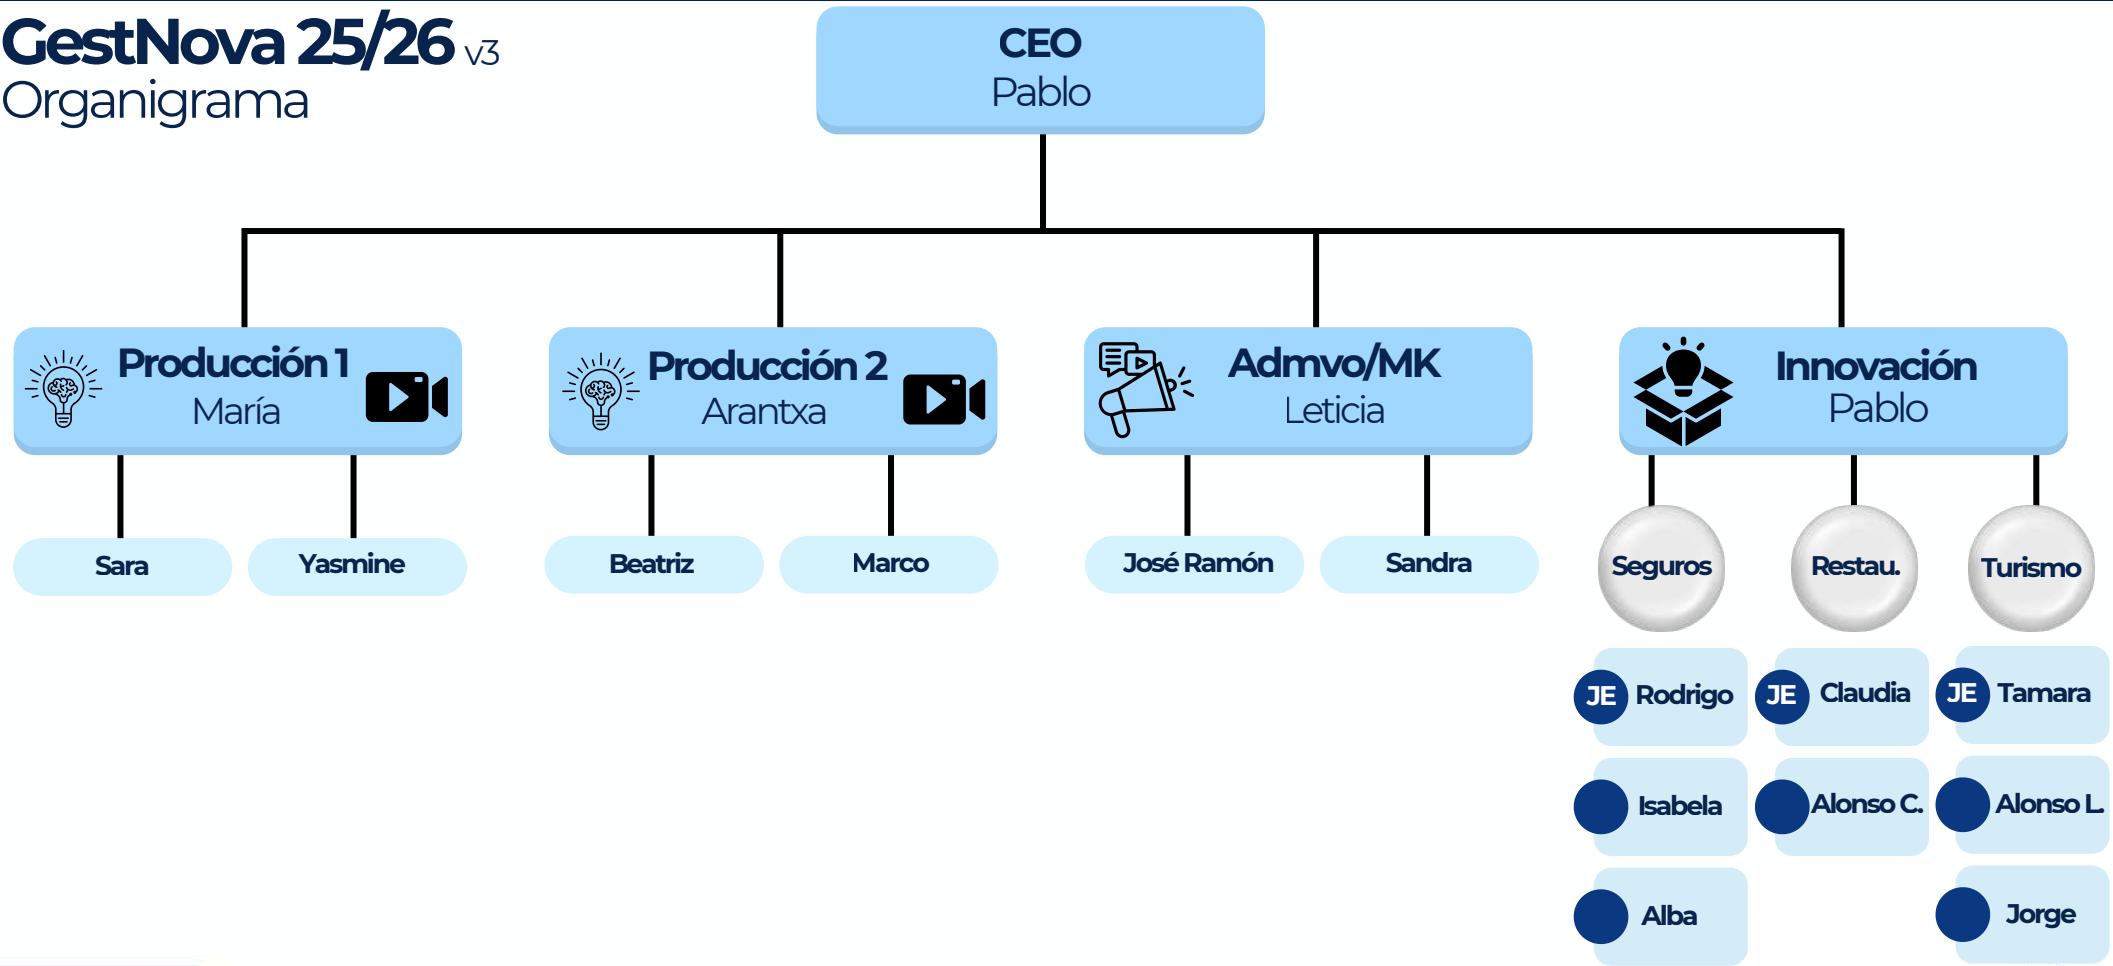 GestNova 25/26 v3
Organigrama
CEO
Pablo
Producción 1
María
Producción 2
Arantxa
Admvo/MK
Leticia
Innovación
Pablo
Sara
Yasmine
Beatriz
Marco
José Ramón
Sandra
Seguros
Restau.
Turismo
JE Rodrigo
JE Claudia
JE Tamara
Isabela
Alonso C.
Alonso L.
Alba
Jorge